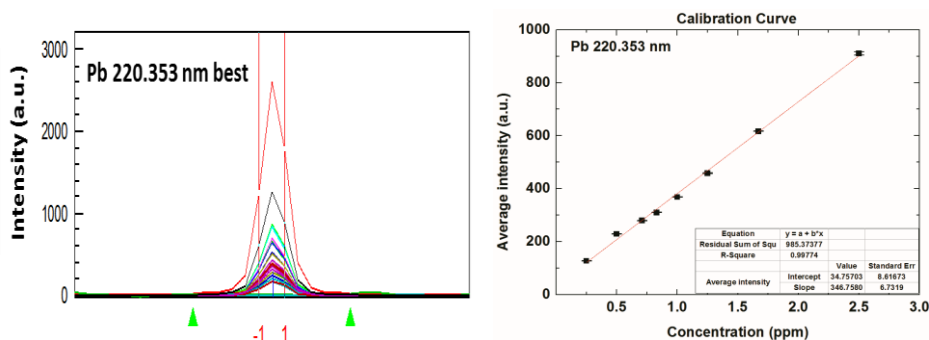 Pb 220.353 nm best
Intensity (a.u.)
3000
2000
1000
0
-1 1
Calibration Curve
Pb 220.353 nm
Average intensity (a.u.)
1000
800
600
400
200
0
0.5 1.0 1.5 2.0 2.5 3.0
Concentration (ppm)
Equation y = a + b*x
Residual Sum of Squ 985.37377
R-Square 0.99774
Value Standard Err
Average intensity Intercept 34.75703 8.61673
Slope 346.7580 6.7319